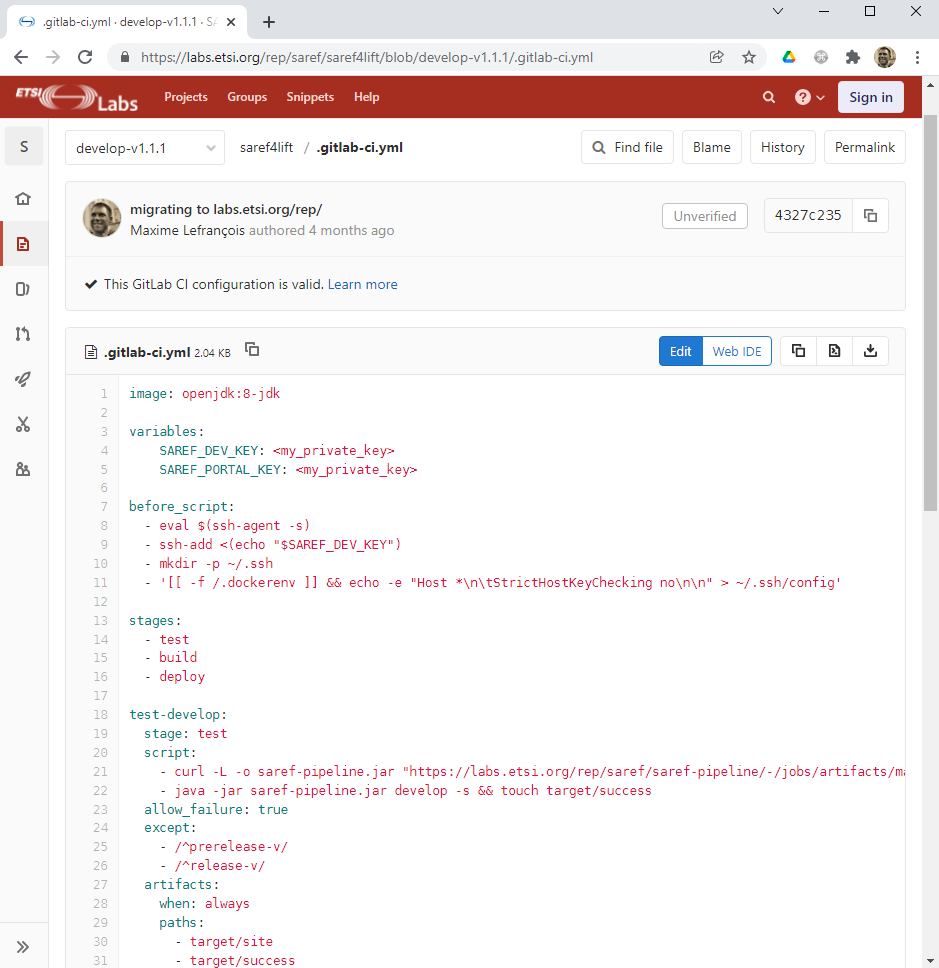 .gitlab-ci.yml · develop-v1.1.1 ·
https://labs.etsi.org/rep/saref/saref4lift/blob/develop-v1.1.1/.gitlab-ci.yml
ETSI Labs Projects Groups Snippets Help Sign in
S develop-v1.1.1 saref4lift / .gitlab-ci.yml Find file Blame History Permalink
migrating to labs.etsi.org/rep/ Unverified 4327c235
Maxime Lefrançois authored 4 months ago
This GitLab CI configuration is valid. Learn more
.gitlab-ci.yml 2.04 KB Edit Web IDE
1 image: openjdk:8-jdk
2
3 variables:
4 SAREF_DEV_KEY: <my_private_key>
5 SAREF_PORTAL_KEY: <my_private_key>
6
7 before_script:
8 - eval $(ssh-agent -s)
9 - ssh-add <(echo "$SAREF_DEV_KEY")
10 - mkdir -p ~/.ssh
11 - '[[ -f /.dockerenv ]] && echo -e "Host *\n\tStrictHostKeyChecking no\n\n" > ~/.ssh/config'
12
13 stages:
14 - test
15 - build
16 - deploy
17
18 test-develop:
19 stage: test
20 script:
21 - curl -L -o saref-pipeline.jar "https://labs.etsi.org/rep/saref/saref-pipeline/-/jobs/artifacts/ma
22 - java -jar saref-pipeline.jar develop -s && touch target/success
23 allow_failure: true
24 except:
25 - /^prerelease-v/
26 - /^release-v/
27 artifacts:
28 when: always
29 paths:
30 - target/site
31 - target/success